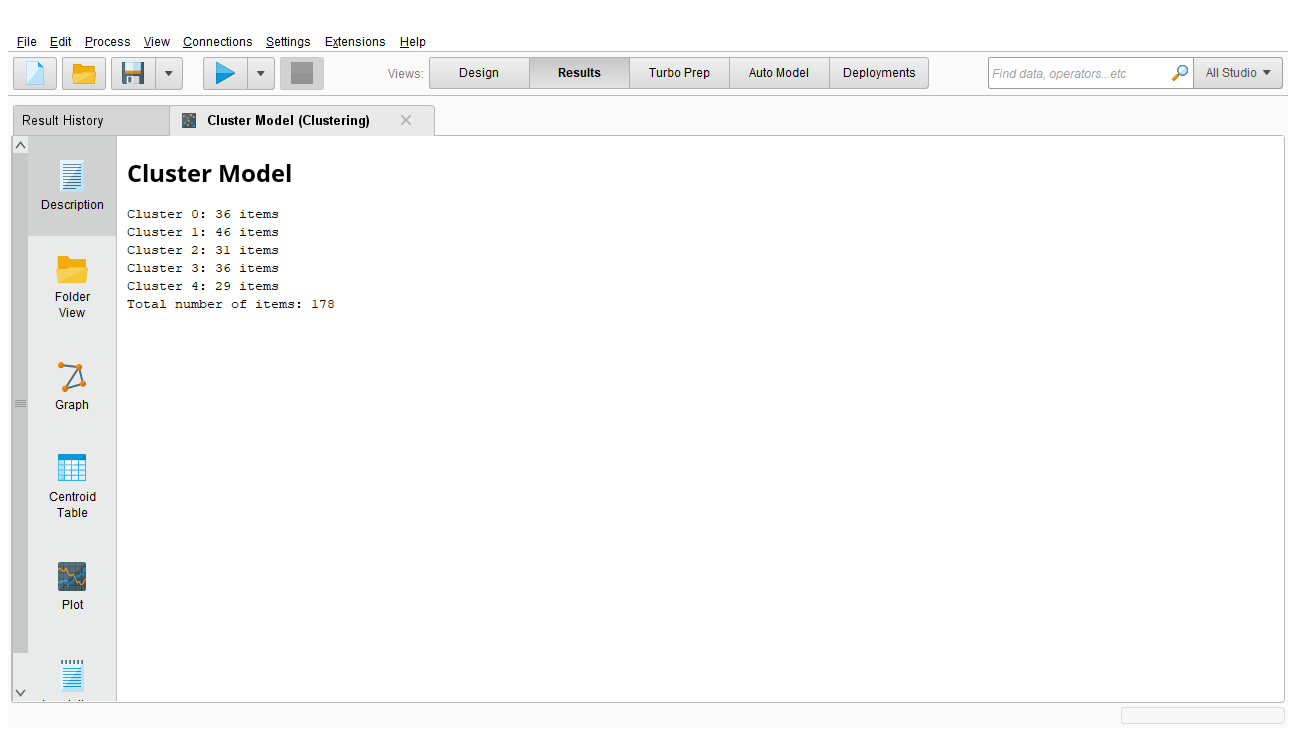 File Edit Process View Connections Settings Extensions Help
Views: Design Results Turbo Prep Auto Model Deployments Find data, operators...etc All Studio
Result History Cluster Model (Clustering)
Description
Folder View
Graph
Centroid Table
Plot
Cluster Model
Cluster 0: 36 items
Cluster 1: 46 items
Cluster 2: 31 items
Cluster 3: 36 items
Cluster 4: 29 items
Total number of items: 178